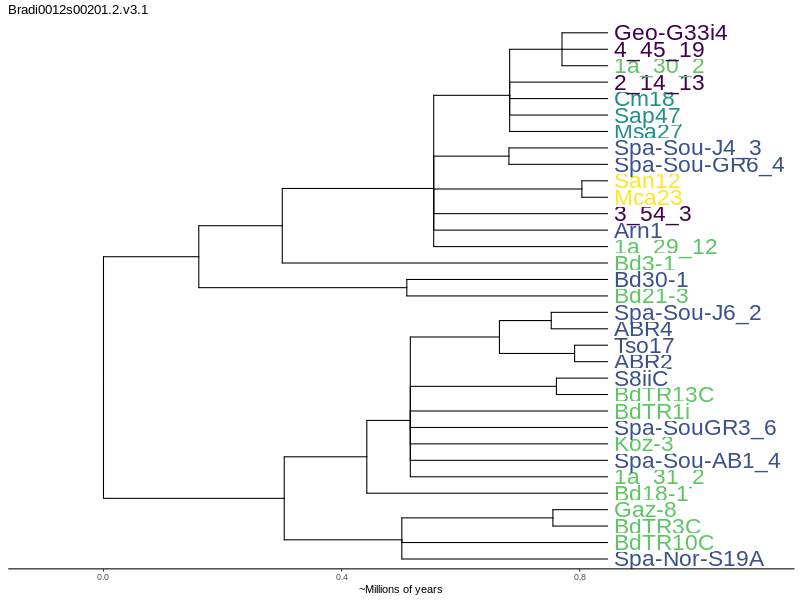 Bradi0012s00201.2.v3.1
Geo-G33i4
4_45_19
1a_30_2
2_14_13
Cm18
Sap47
Msa27
Spa-Sou-J4_3
Spa-Sou-GR6_4
San12
Mca23
3_54_3
Arn1
1a_29_12
Bd3-1
Bd30-1
Bd21-3
Spa-Sou-J6_2
ABR4
Tso17
ABR2
S8iiC
BdTR13C
BdTR1i
Spa-SouGR3_6
Koz-3
Spa-Sou-AB1_4
1a_31_2
Bd18-1
Gaz-8
BdTR3C
BdTR10C
Spa-Nor-S19A
0.0 0.4 0.8
~Millions of years